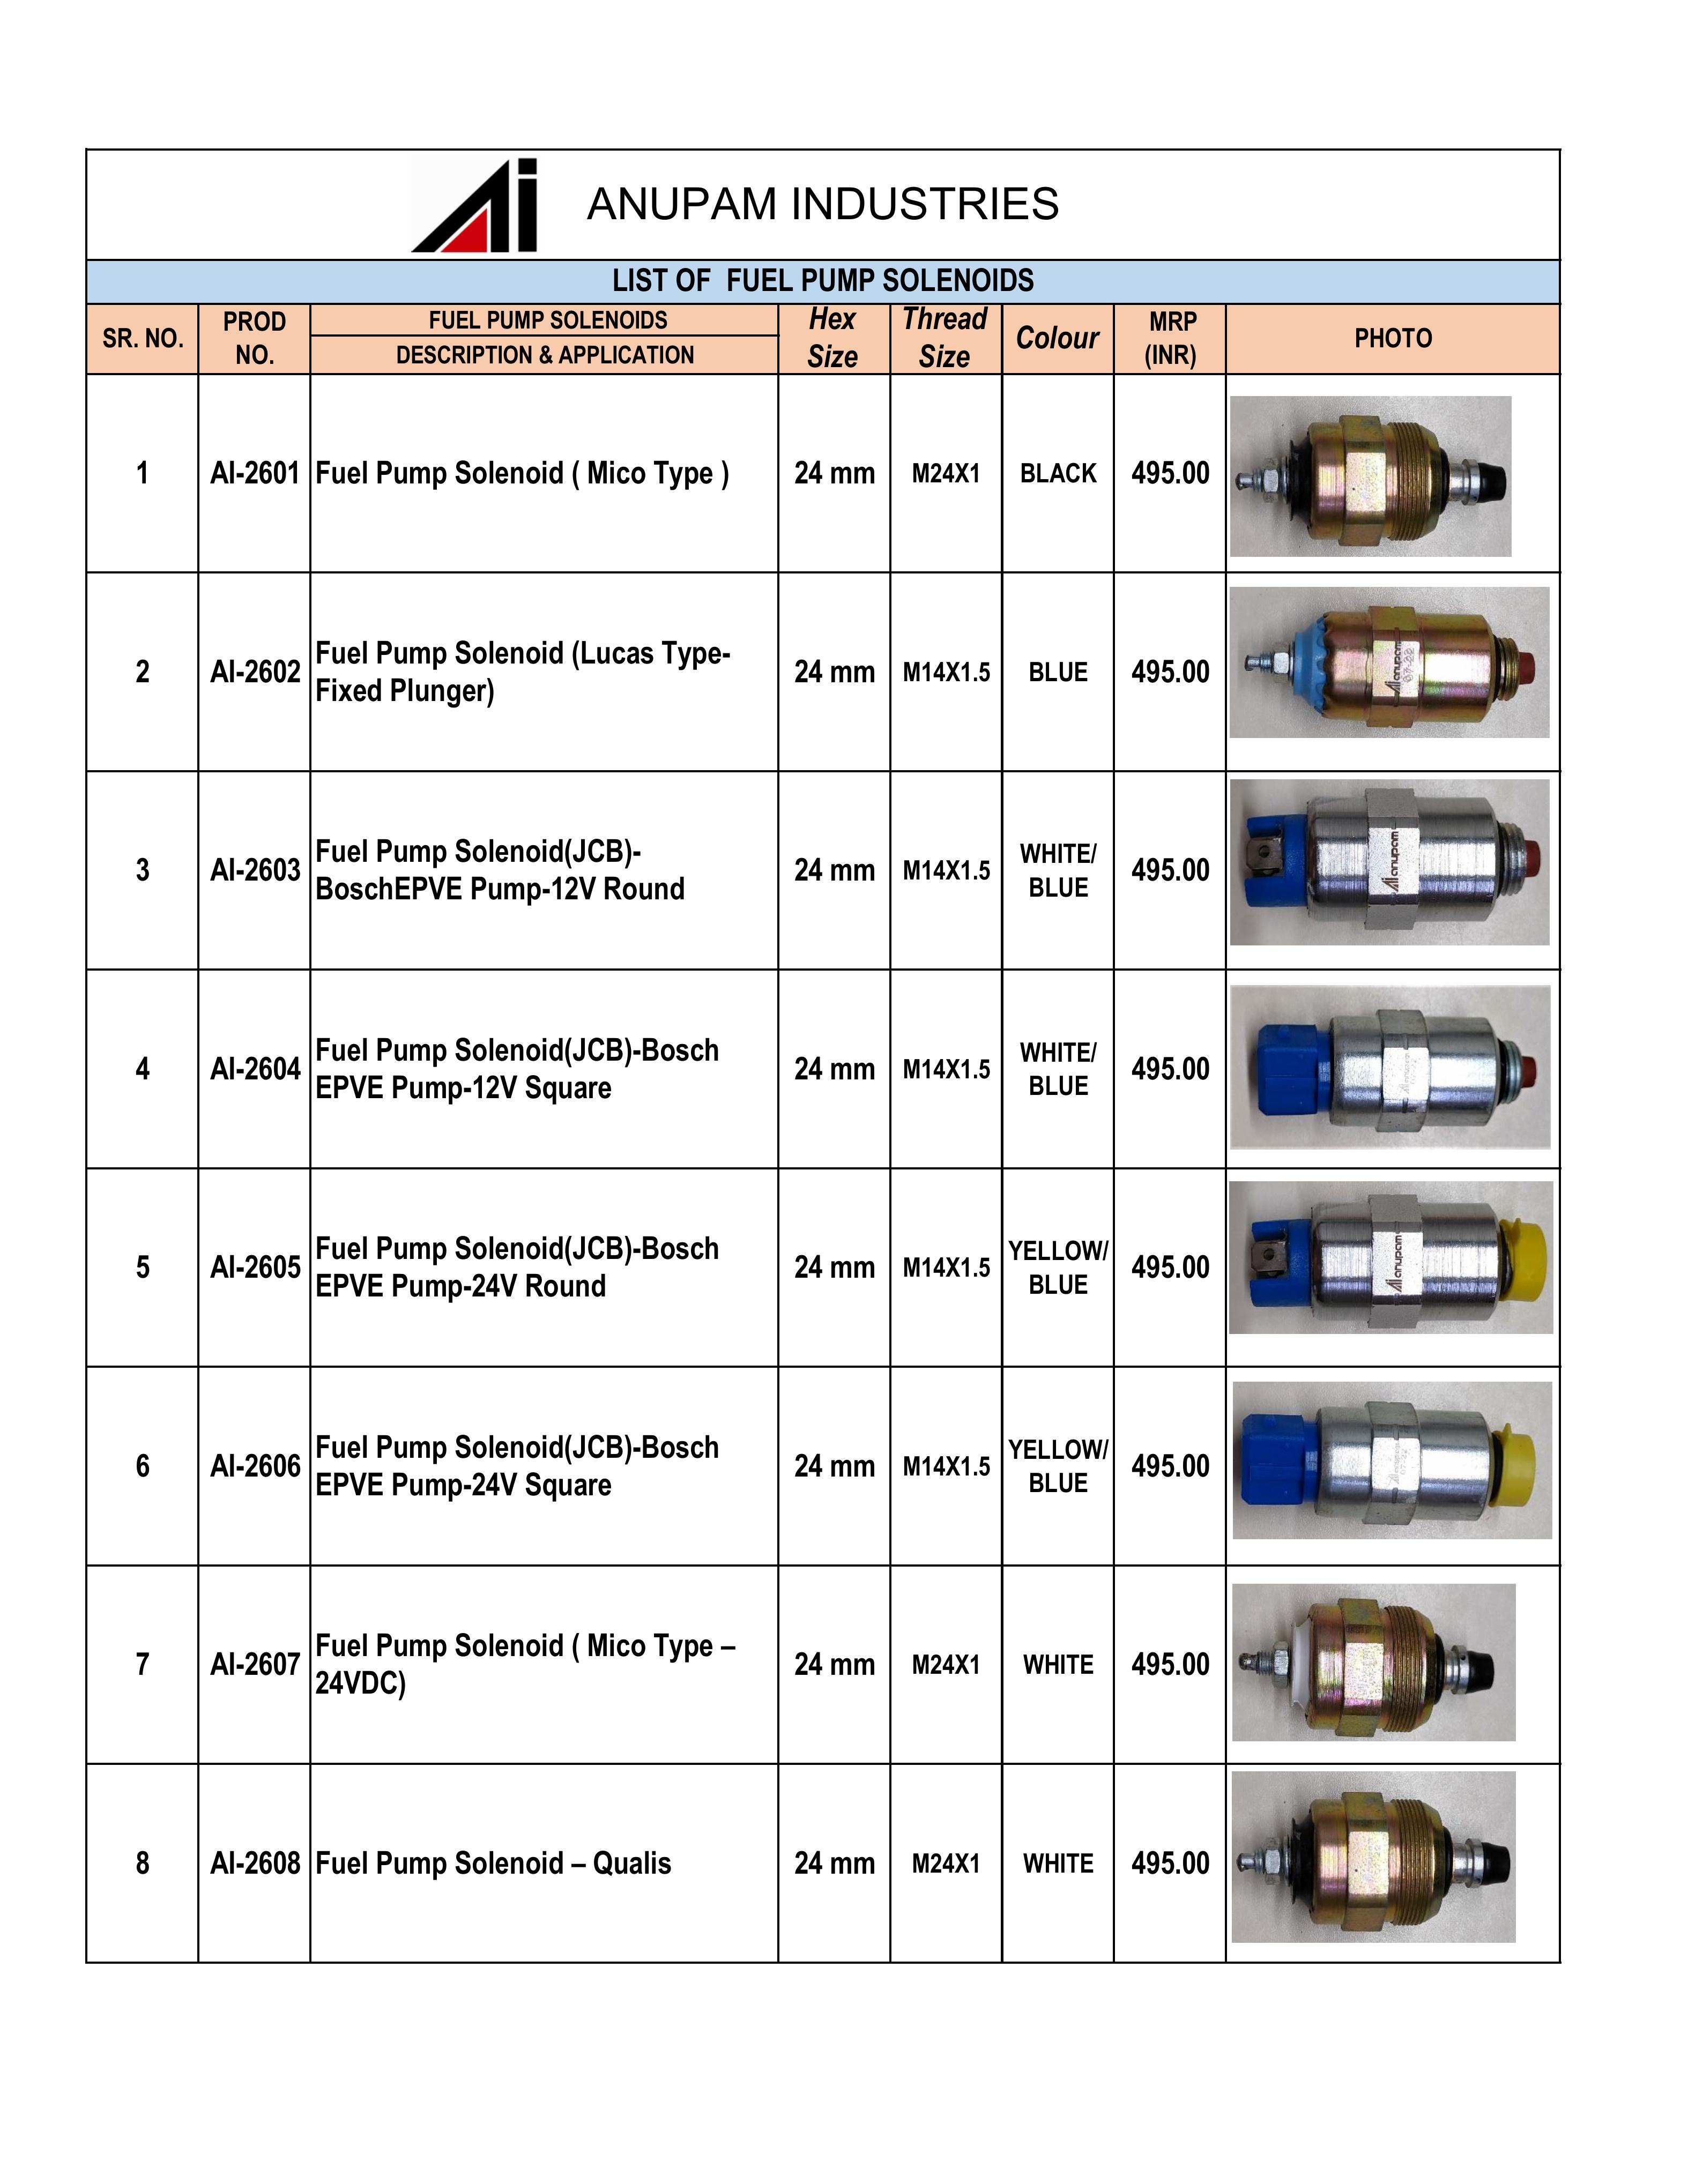 Ai ANUPAM INDUSTRIES
LIST OF FUEL PUMP SOLENOIDS
SR. NO. PROD NO. FUEL PUMP SOLENOIDS DESCRIPTION & APPLICATION Hex Size Thread Size Colour MRP (INR) PHOTO
1 AI-2601 Fuel Pump Solenoid ( Mico Type ) 24 mm M24X1 BLACK 495.00
2 AI-2602 Fuel Pump Solenoid (Lucas Type-
Fixed Plunger) 24 mm M14X1.5 BLUE 495.00
Ai anupam
07-22
3 AI-2603 Fuel Pump Solenoid(JCB)-
BoschEPVE Pump-12V Round 24 mm M14X1.5 WHITE/
BLUE 495.00
Ai anupam
4 AI-2604 Fuel Pump Solenoid(JCB)-Bosch
EPVE Pump-12V Square 24 mm M14X1.5 WHITE/
BLUE 495.00
Ai anupam
5 AI-2605 Fuel Pump Solenoid(JCB)-Bosch
EPVE Pump-24V Round 24 mm M14X1.5 YELLOW/
BLUE 495.00
Ai anupam
6 AI-2606 Fuel Pump Solenoid(JCB)-Bosch
EPVE Pump-24V Square 24 mm M14X1.5 YELLOW/
BLUE 495.00
Ai anupam
7 AI-2607 Fuel Pump Solenoid ( Mico Type –
24VDC) 24 mm M24X1 WHITE 495.00
8 AI-2608 Fuel Pump Solenoid – Qualis 24 mm M24X1 WHITE 495.00